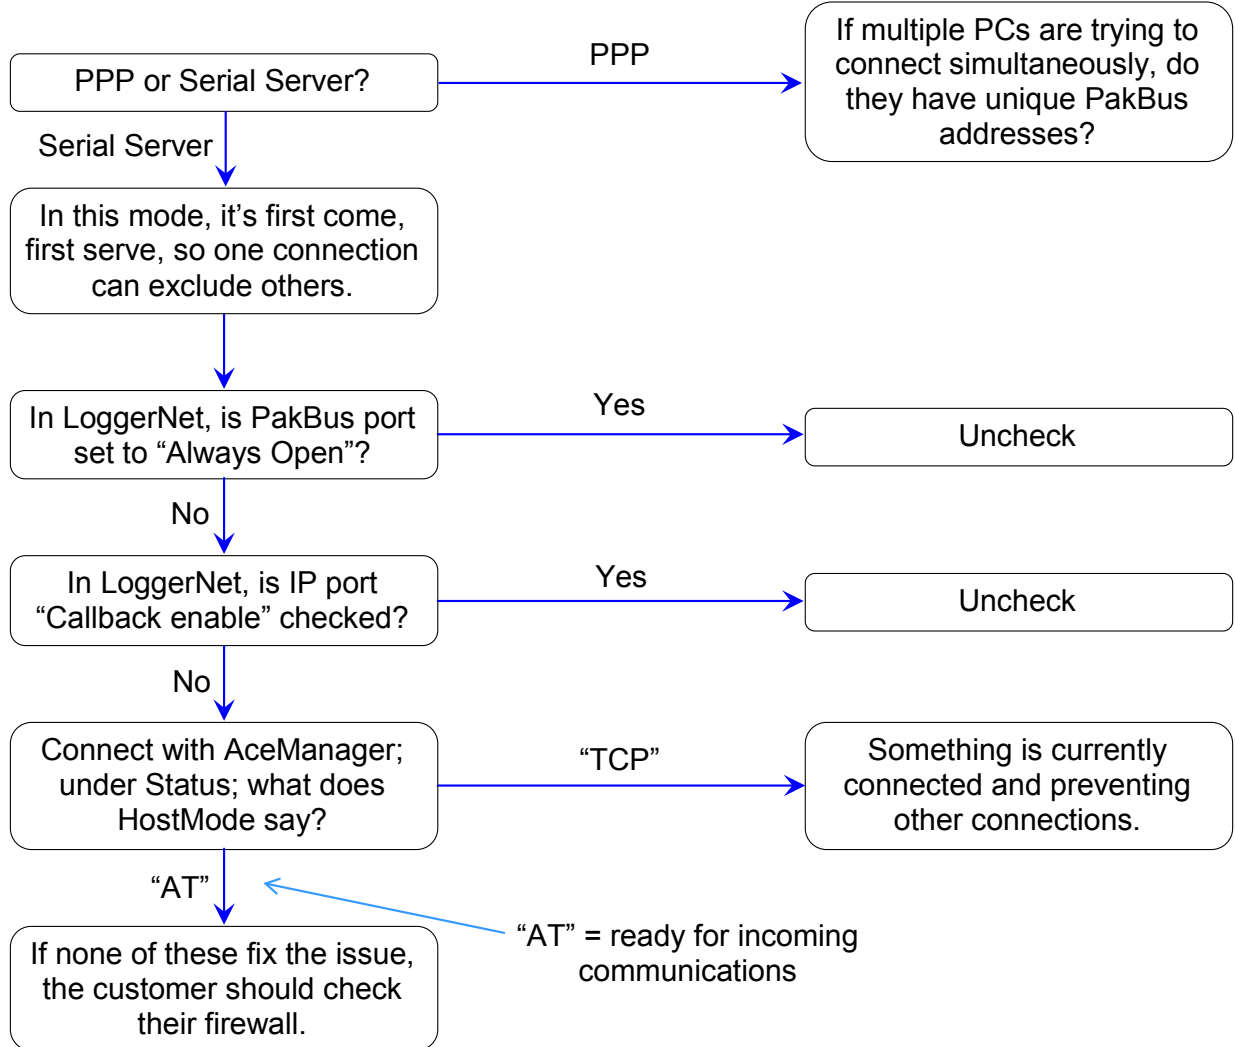 PPP or Serial Server?
PPP
If multiple PCs are trying to
connect simultaneously, do
they have unique PakBus
addresses?
Serial Server
In this mode, it’s first come,
first serve, so one connection
can exclude others.
In LoggerNet, is PakBus port
set to “Always Open”?
Yes
Uncheck
No
In LoggerNet, is IP port
“Callback enable” checked?
Yes
Uncheck
No
Connect with AceManager;
under Status; what does
HostMode say?
“TCP”
Something is currently
connected and preventing
other connections.
“AT”
“AT” = ready for incoming
communications
If none of these fix the issue,
the customer should check
their firewall.